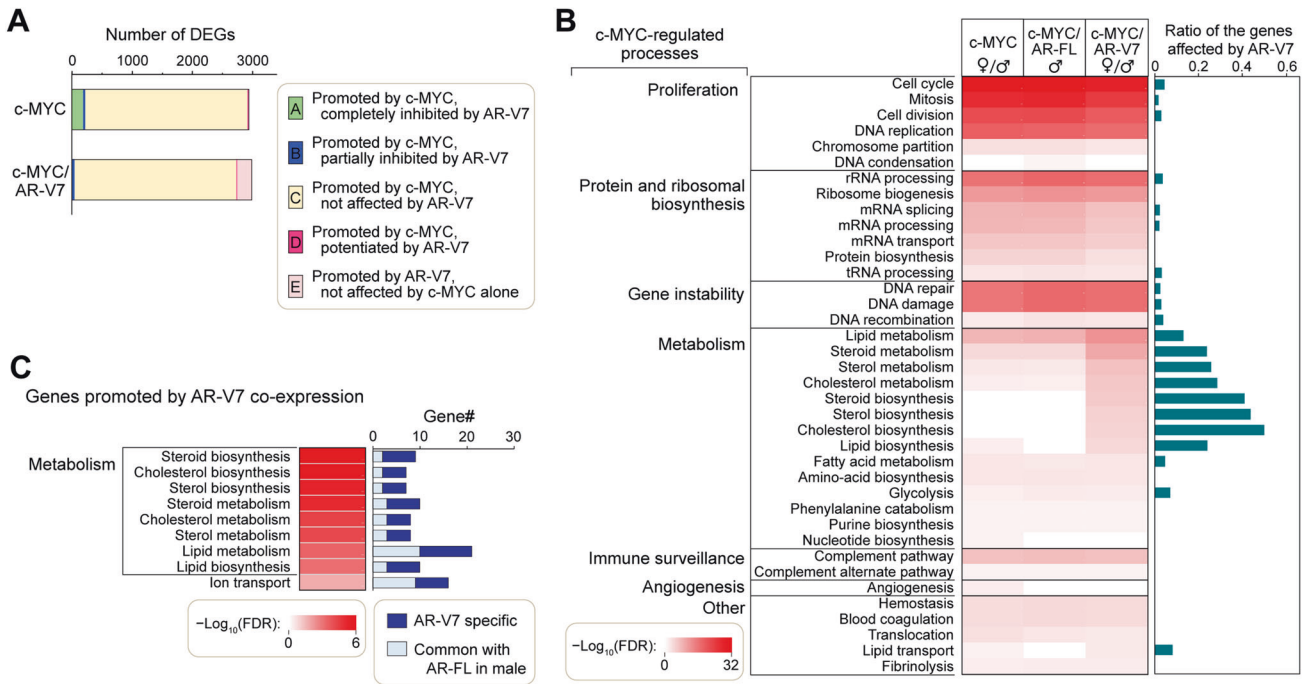 A
Number of DEGs
0 1000 2000 3000
c-MYC
c-MYC/
AR-V7
A Promoted by c-MYC,
completely inhibited by AR-V7
B Promoted by c-MYC,
partially inhibited by AR-V7
C Promoted by c-MYC,
not affected by AR-V7
D Promoted by c-MYC,
potentiated by AR-V7
E Promoted by AR-V7,
not affected by c-MYC alone
B
c-MYC-regulated
processes
c-MYC
♀/♂
c-MYC/
AR-FL
♂
c-MYC/
AR-V7
♀/♂
Ratio of the genes
affected by AR-V7
0 0.2 0.4 0.6
Proliferation
Cell cycle
Mitosis
Cell division
DNA replication
Chromosome partition
DNA condensation
Protein and ribosomal
biosynthesis
rRNA processing
Ribosome biogenesis
mRNA splicing
mRNA processing
mRNA transport
Protein biosynthesis
tRNA processing
Gene instability
DNA repair
DNA damage
DNA recombination
Metabolism
Lipid metabolism
Steroid metabolism
Sterol metabolism
Cholesterol metabolism
Steroid biosynthesis
Sterol biosynthesis
Cholesterol biosynthesis
Lipid biosynthesis
Fatty acid metabolism
Amino-acid biosynthesis
Glycolysis
Phenylalanine catabolism
Purine biosynthesis
Nucleotide biosynthesis
Immune surveillance
Complement pathway
Complement alternate pathway
Angiogenesis
Angiogenesis
Other
Hemostasis
Blood coagulation
Translocation
Lipid transport
Fibrinolysis
−Log10(FDR):
0 32
C
Genes promoted by AR-V7 co-expression
Gene#
0 10 20 30
Metabolism
Steroid biosynthesis
Cholesterol biosynthesis
Sterol biosynthesis
Steroid metabolism
Cholesterol metabolism
Sterol metabolism
Lipid metabolism
Lipid biosynthesis
Ion transport
−Log10(FDR):
0 6
AR-V7 specific
Common with
AR-FL in male